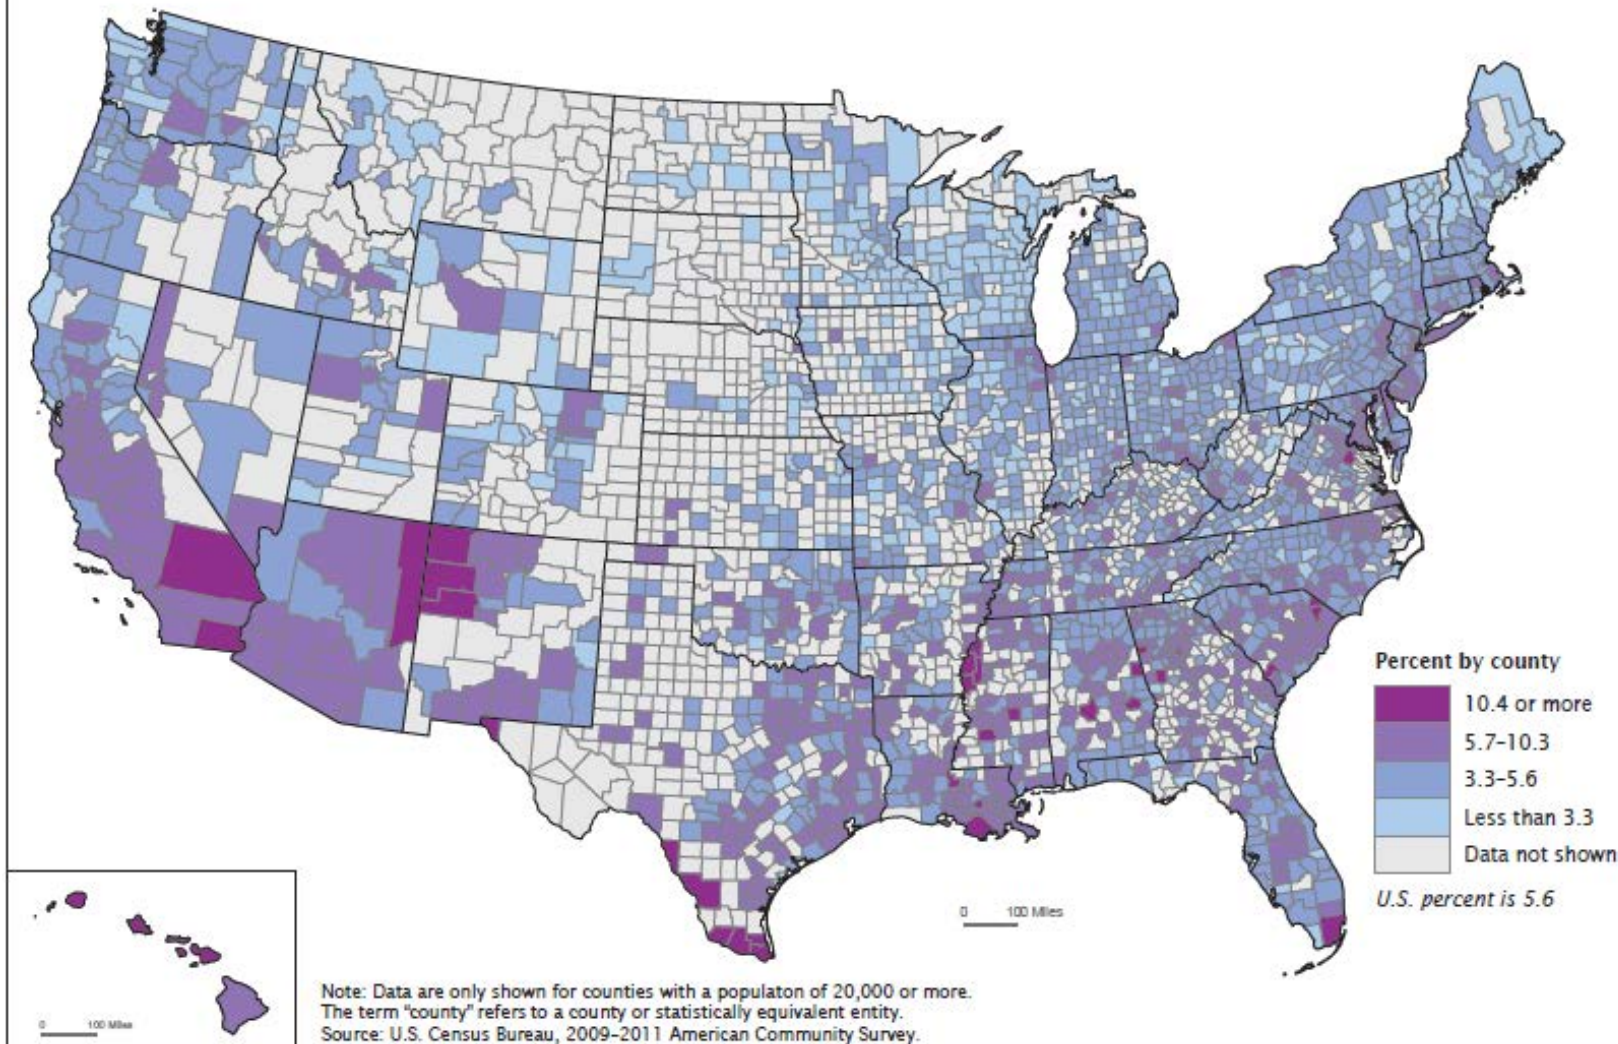 Percent by county
10.4 or more
5.7–10.3
3.3–5.6
Less than 3.3
Data not shown
U.S. percent is 5.6
0 100 Miles
0 100 Miles
Note: Data are only shown for counties with a populaton of 20,000 or more.
The term "county" refers to a county or statistically equivalent entity.
Source: U.S. Census Bureau, 2009–2011 American Community Survey.